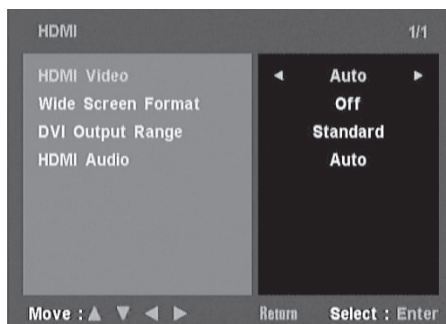 HDMI 1/1
HDMI Video ◀ Auto ▶
Wide Screen Format Off
DVI Output Range Standard
HDMI Audio Auto
Move : ▲ ▼ ◀ ▶ Return Select : Enter